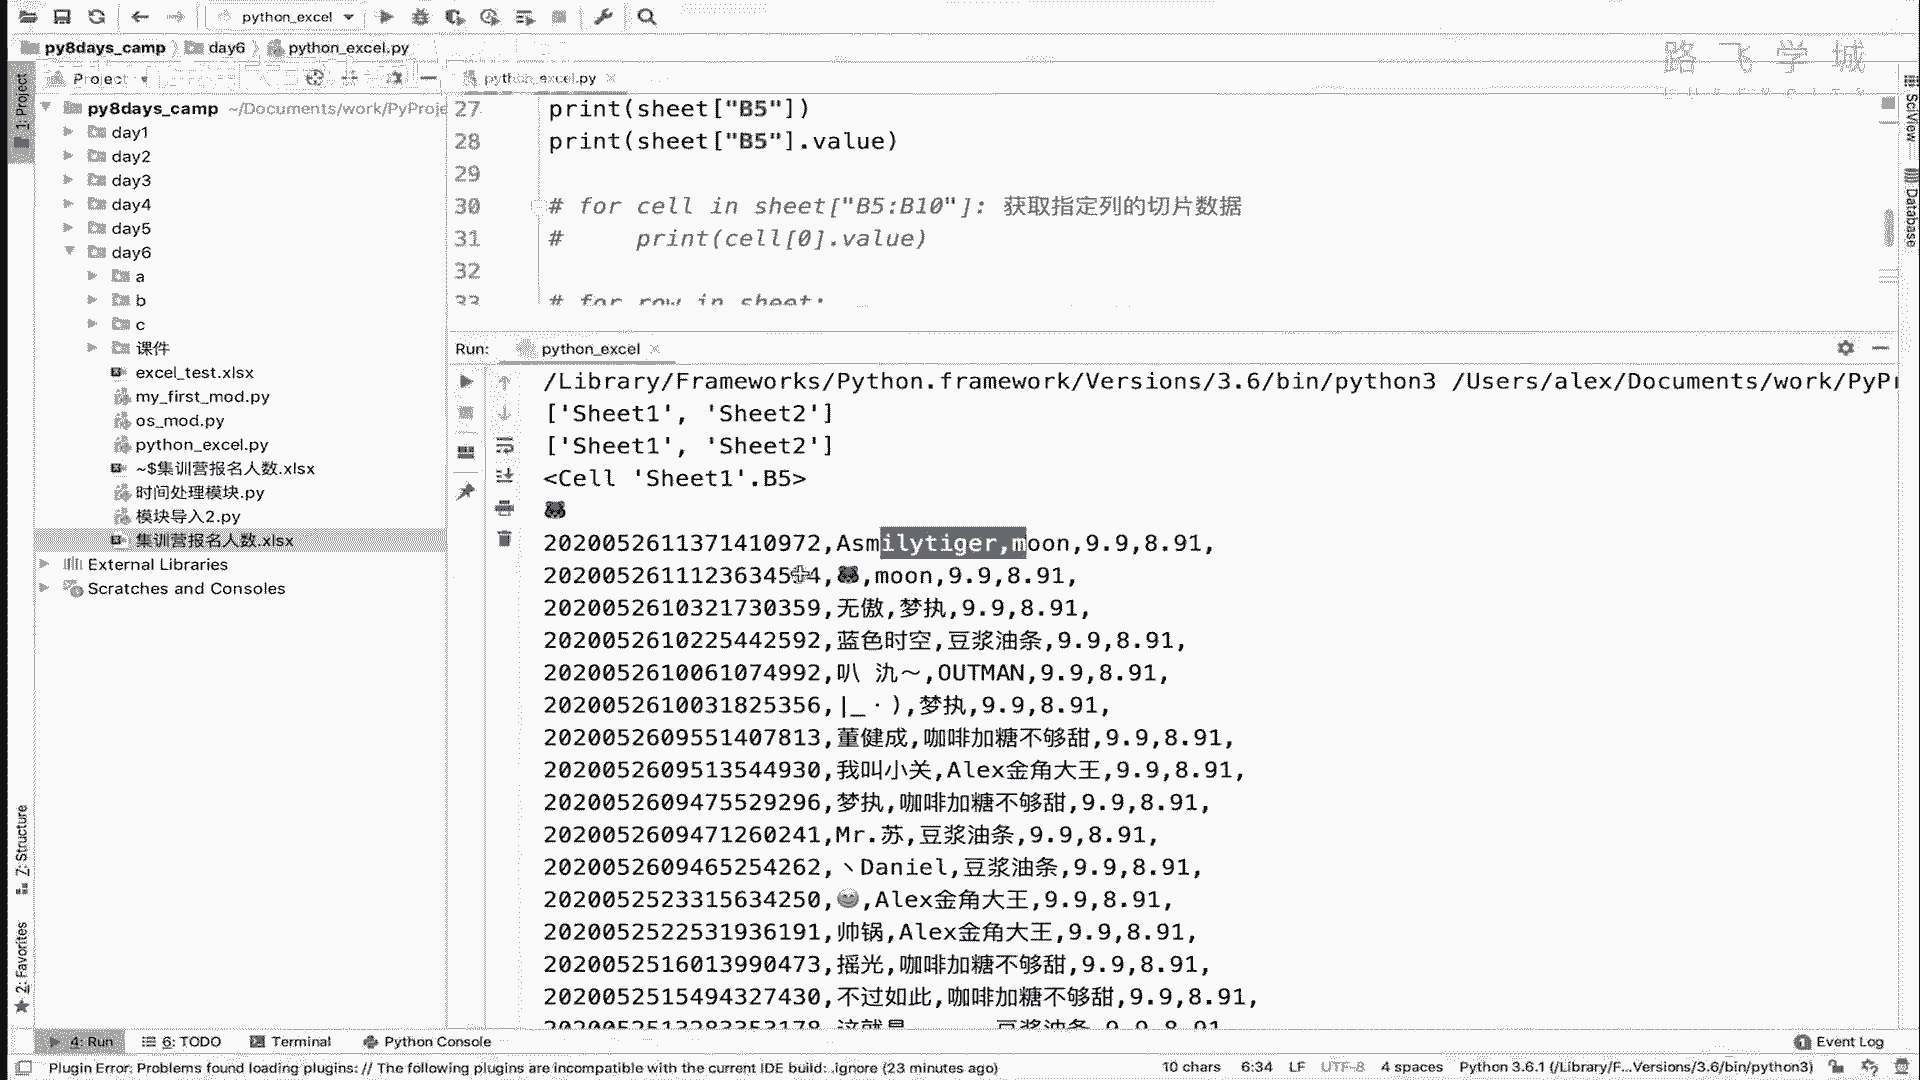 python_excel
py8days_camp day6 python_excel.py
路飞学城
1: Project
Project
python_excel.py
SciView
Database
py8days_camp ~/Documents/work/PyProje
day1
day2
day3
day4
day5
day6
a
b
c
课件
excel_test.xlsx
my_first_mod.py
os_mod.py
python_excel.py
~$集训营报名人数.xlsx
时间处理模块.py
模块导入2.py
集训营报名人数.xlsx
External Libraries
Scratches and Consoles
27 print(sheet["B5"])
28 print(sheet["B5"].value)
29
30 # for cell in sheet["B5:B10"]: 获取指定列的切片数据
31 #     print(cell[0].value)
32
33 # for row in sheet:
Run: python_excel
/Library/Frameworks/Python.framework/Versions/3.6/bin/python3 /Users/alex/Documents/work/PyPr
['Sheet1', 'Sheet2']
['Sheet1', 'Sheet2']
<Cell 'Sheet1'.B5>
🐻
2020052611371410972,Asmilytiger,moon,9.9,8.91,
20200526111236345 4,🐻,moon,9.9,8.91,
2020052610321730359,无傲,梦执,9.9,8.91,
2020052610225442592,蓝色时空,豆浆油条,9.9,8.91,
2020052610061074992,叭 氿～,OUTMAN,9.9,8.91,
2020052610031825356,|_·),梦执,9.9,8.91,
2020052609551407813,董健成,咖啡加糖不够甜,9.9,8.91,
2020052609513544930,我叫小关,Alex金角大王,9.9,8.91,
2020052609475529296,梦执,咖啡加糖不够甜,9.9,8.91,
2020052609471260241,Mr.苏,豆浆油条,9.9,8.91,
2020052609465254262,丶Daniel,豆浆油条,9.9,8.91,
2020052523315634250,😊,Alex金角大王,9.9,8.91,
2020052522531936191,帅锅,Alex金角大王,9.9,8.91,
2020052516013990473,摇光,咖啡加糖不够甜,9.9,8.91,
2020052515494327430,不过如此,咖啡加糖不够甜,9.9,8.91,
2020052513283353178,这就是 豆浆油条,9.9,8.91
Z: Structure
2: Favorites
4: Run 6: TODO Terminal Python Console Event Log
Plugin Error: Problems found loading plugins: // The following plugins are incompatible with the current IDE build: .ignore (23 minutes ago) 10 chars 6:34 LF UTF-8 4 spaces Python 3.6.1 (/Library/F...Versions/3.6/bin/python3)